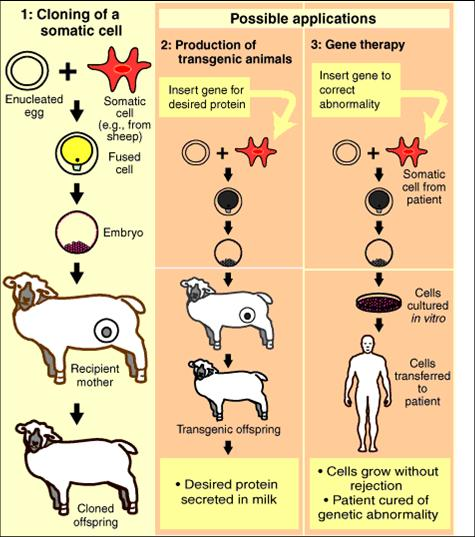 1: Cloning of a
somatic cell
Enucleated
egg
Somatic
cell
(e.g., from
sheep)
Fused
cell
Embryo
Recipient
mother
Cloned
offspring
Possible applications
2: Production of
transgenic animals
Insert gene for
desired protein
Transgenic offspring
• Desired protein
secreted in milk
3: Gene therapy
Insert gene to
correct
abnormality
Somatic
cell from
patient
Cells
cultured
in vitro
Cells
transferred
to
patient
• Cells grow without
rejection
• Patient cured of
genetic abnormality